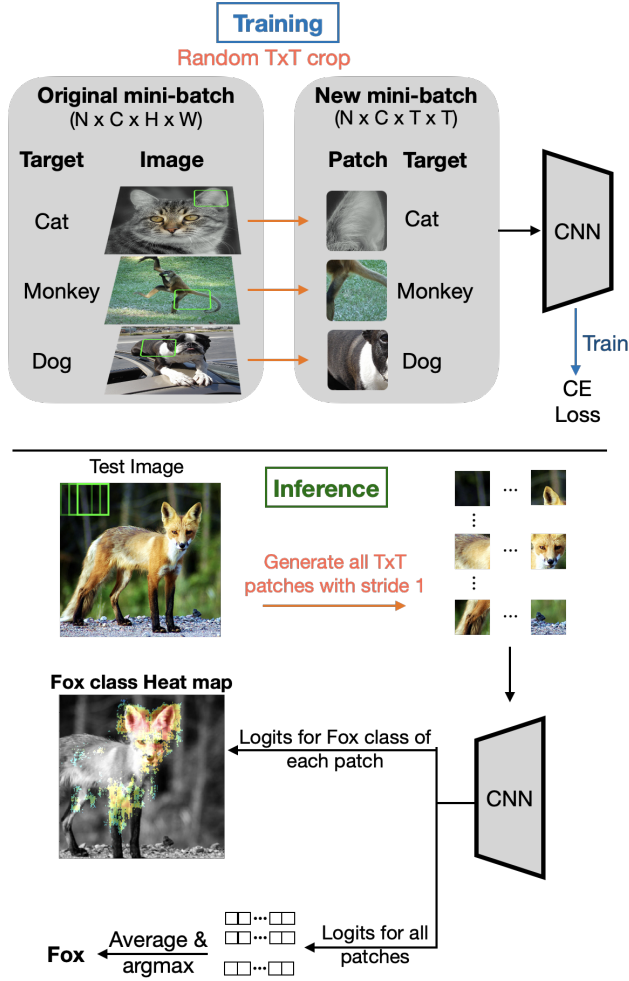 Training
Random TxT crop
Original mini-batch
(N x C x H x W)
Target
Image
Cat
Monkey
Dog
New mini-batch
(N x C x T x T)
Patch
Target
Cat
Monkey
Dog
CNN
Train
CE
Loss
Test Image
Inference
Generate all TxT
patches with stride 1
...
...
...
...
...
Fox class Heat map
Logits for Fox class of
each patch
CNN
Logits for all
patches
...
...
...
Average &
argmax
Fox